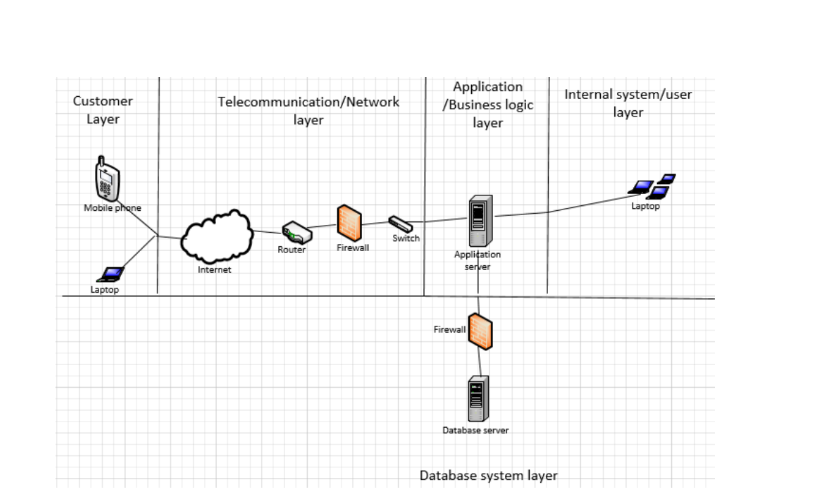 Customer
Layer
Telecommunication/Network
layer
Application
/Business logic
layer
Internal system/user
layer
Mobile phone
Laptop
Internet
Router
Firewall
Switch
Application
server
Laptop
Firewall
Database server
Database system layer